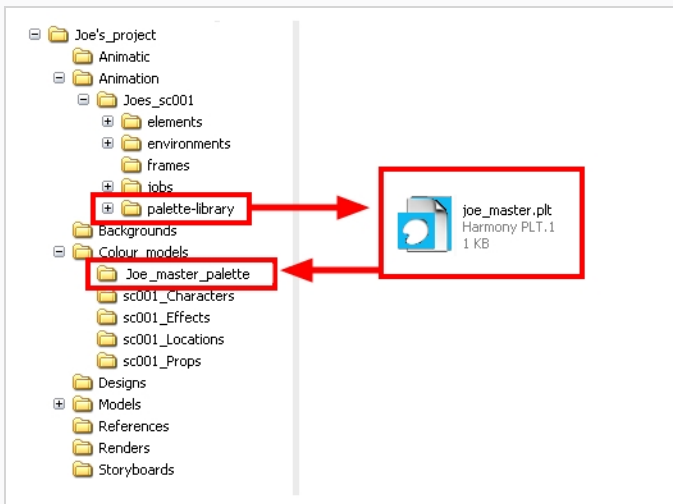 Joe's_project
Animatic
Animation
Joes_sc001
elements
environments
frames
jobs
palette-library
Backgrounds
Colour_models
Joe_master_palette
sc001_Characters
sc001_Effects
sc001_Locations
sc001_Props
Designs
Models
References
Renders
Storyboards
joe_master.plt
Harmony PLT.1
1 KB